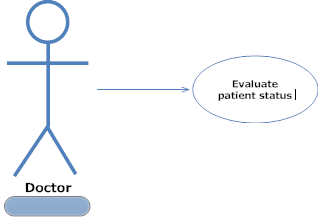 Evaluate
patient status
Doctor